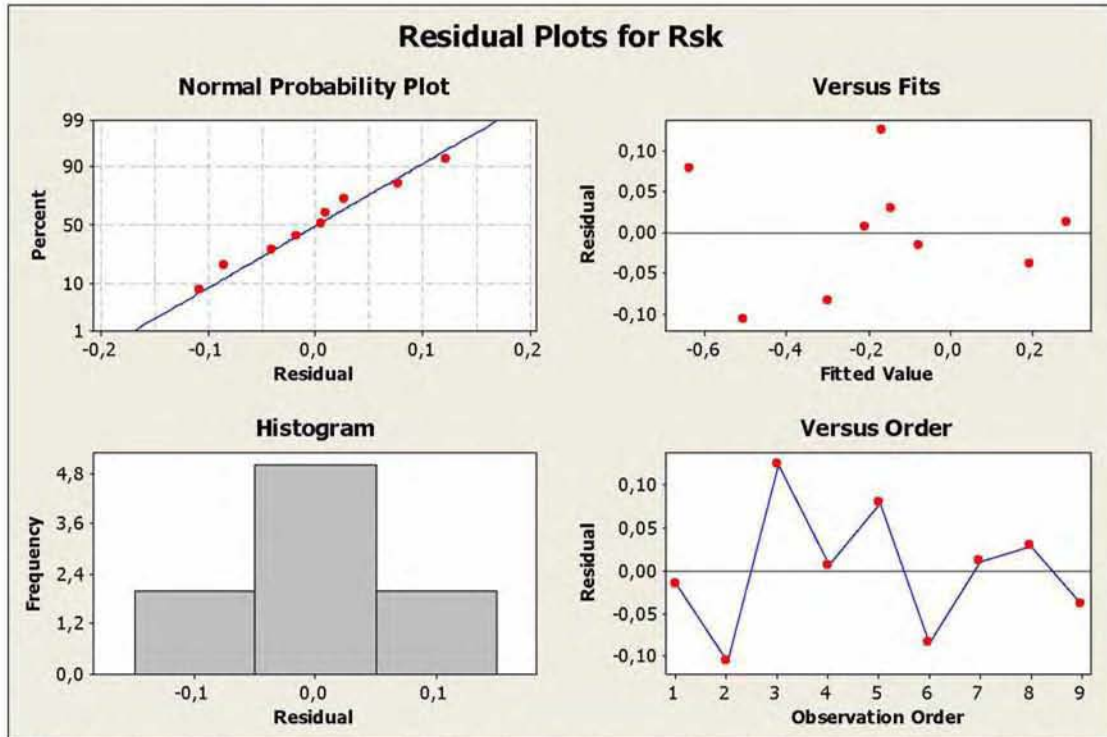 Residual Plots for Rsk
Normal Probability Plot
99
90
50
10
1
Percent
-0,2
-0,1
0,0
0,1
0,2
Residual
Versus Fits
0,10
0,05
0,00
-0,05
-0,10
Residual
-0,6
-0,4
-0,2
0,0
0,2
Fitted Value
Histogram
4,8
3,6
2,4
1,2
0,0
Frequency
-0,1
0,0
0,1
Residual
Versus Order
0,10
0,05
0,00
-0,05
-0,10
Residual
1 2 3 4 5 6 7 8 9
Observation Order